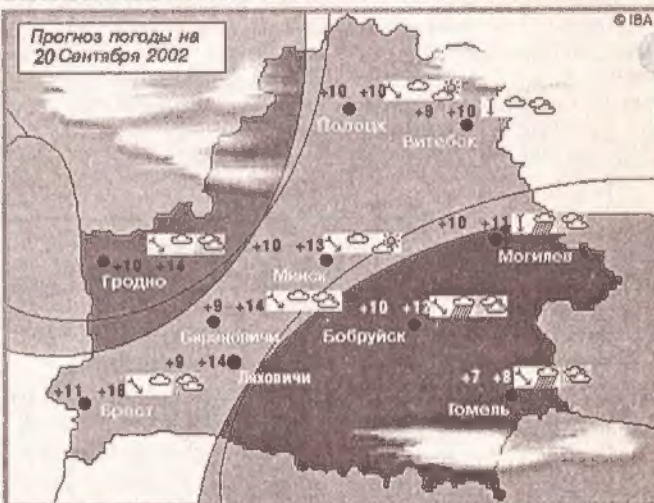 Прогноз погоды на
20 Сентября 2002
© IBA
+10 +10
Полоцк
+9 +10
Витебск
+10 +11
Могилев
+10 +14
Гродно
+10 +13
Минск
+9 +14
Барановичи
+10 +12
Бобруйск
+9 +14
Ляховичи
+11 +16
Брест
+7 +8
Гомель